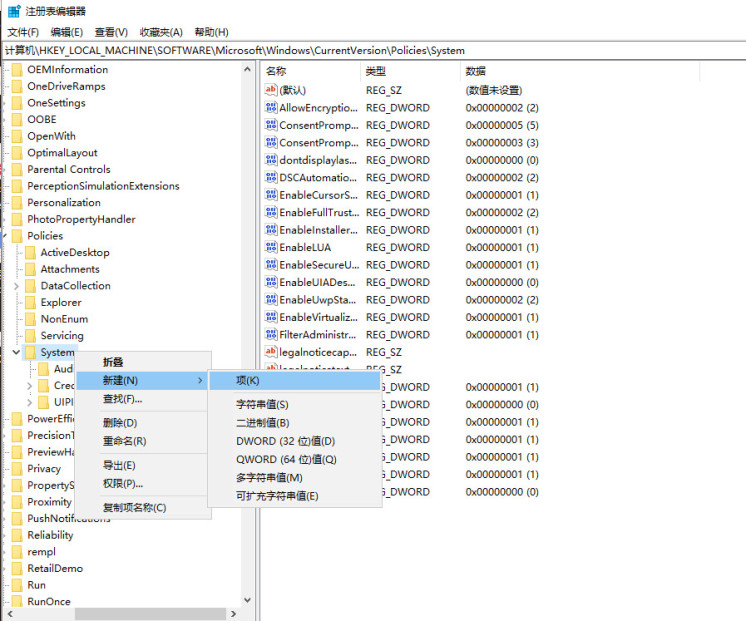 注册表编辑器
文件(F) 编辑(E) 查看(V) 收藏夹(A) 帮助(H)
计算机\HKEY_LOCAL_MACHINE\SOFTWARE\Microsoft\Windows\CurrentVersion\Policies\System
OEMInformation
OneDriveRamps
OneSettings
OOBE
OpenWith
OptimalLayout
Parental Controls
PerceptionSimulationExtensions
Personalization
PhotoPropertyHandler
Policies
ActiveDesktop
Attachments
DataCollection
Explorer
NonEnum
Servicing
System
Aud
Cre
UIPI
PowerEffi
PrecisionT
PreviewHa
Privacy
PropertyS
Proximity
PushNotifications
Reliability
rempl
RetailDemo
Run
RunOnce
折叠
新建(N)
查找(F)...
删除(D)
重命名(R)
导出(E)
权限(P)...
复制项名称(C)
项(K)
字符串值(S)
二进制值(B)
DWORD (32 位)值(D)
QWORD (64 位)值(Q)
多字符串值(M)
可扩充字符串值(E)
名称 类型 数据
(默认) REG_SZ (数值未设置)
AllowEncryptio... REG_DWORD 0x00000002 (2)
ConsentPromp... REG_DWORD 0x00000005 (5)
ConsentPromp... REG_DWORD 0x00000003 (3)
dontdisplaylas... REG_DWORD 0x00000000 (0)
DSCAutomatio... REG_DWORD 0x00000002 (2)
EnableCursorS... REG_DWORD 0x00000001 (1)
EnableFullTrust... REG_DWORD 0x00000002 (2)
EnableInstaller... REG_DWORD 0x00000001 (1)
EnableLUA REG_DWORD 0x00000001 (1)
EnableSecureU... REG_DWORD 0x00000001 (1)
EnableUIADes... REG_DWORD 0x00000000 (0)
EnableUwpSta... REG_DWORD 0x00000002 (2)
EnableVirtualiz... REG_DWORD 0x00000001 (1)
FilterAdministr... REG_DWORD 0x00000001 (1)
legalnoticecap... REG_SZ
legalnoticetext REG_SZ
G_DWORD 0x00000001 (1)
G_DWORD 0x00000000 (0)
G_DWORD 0x00000001 (1)
G_DWORD 0x00000001 (1)
G_DWORD 0x00000001 (1)
G_DWORD 0x00000001 (1)
G_DWORD 0x00000000 (0)